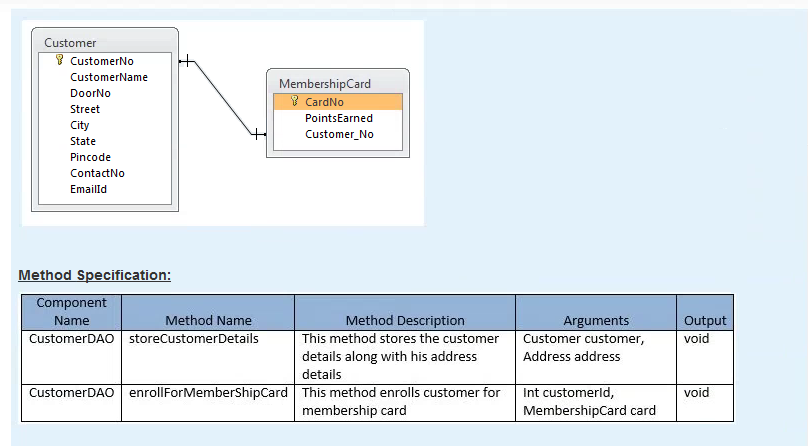 Customer
CustomerNo
CustomerName
DoorNo
Street
City
State
Pincode
ContactNo
EmailId
MembershipCard
CardNo
PointsEarned
Customer_No
Method Specification:
Component
Name
Method Name
Method Description
Arguments
Output
CustomerDAO
storeCustomerDetails
This method stores the customer
details along with his address
details
Customer customer,
Address address
void
CustomerDAO
enrollForMemberShipCard
This method enrolls customer for
membership card
Int customerId,
MembershipCard card
void